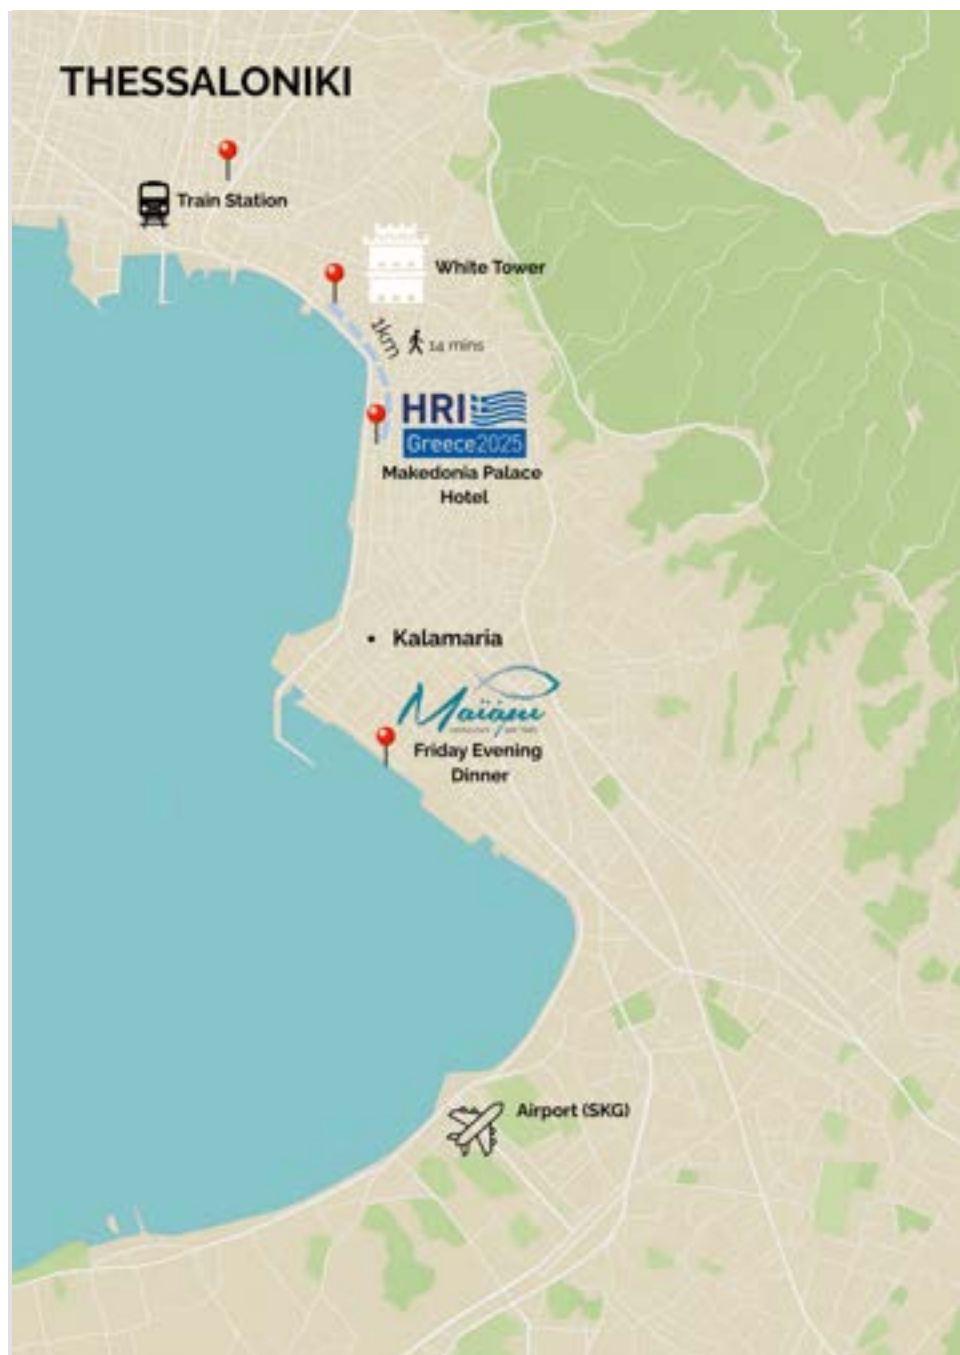 THESSALONIKI
Train Station
White Tower
1km
14 mins
HRI
Greece2025
Makedonia Palace
Hotel
Kalamaria
Μαϊάμι
Friday Evening
Dinner
Airport (SKG)